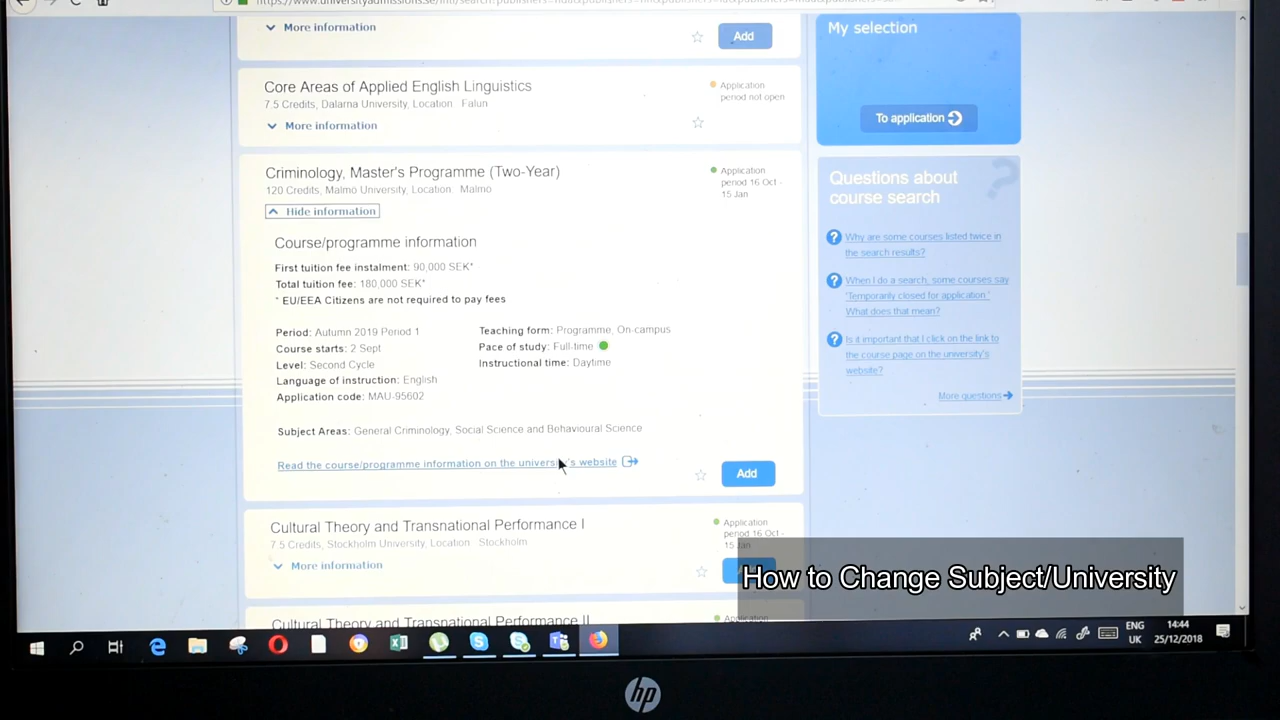 More information
Add
Core Areas of Applied English Linguistics
7.5 Credits, Dalarna University, Location Falun
More information
Application
period not open
Criminology, Master's Programme (Two-Year)
120 Credits, Malmö University, Location Malmö
Application
period 16 Oct -
15 Jan
Hide information
Course/programme information
First tuition fee instalment: 90,000 SEK*
Total tuition fee: 180,000 SEK*
* EU/EEA Citizens are not required to pay fees
Period: Autumn 2019 Period 1
Course starts: 2 Sept
Level: Second Cycle
Language of instruction: English
Application code: MAU-95602
Teaching form: Programme, On-campus
Pace of study: Full-time
Instructional time: Daytime
Subject Areas: General Criminology, Social Science and Behavioural Science
Read the course/programme information on the university's website
Add
Cultural Theory and Transnational Performance I
7.5 Credits, Stockholm University, Location Stockholm
More information
Application
period 16 Oct -
15 Jan
Cultural Theory and Transnational Performance II
Application
My selection
To application
Questions about
course search
?
Why are some courses listed twice in
the search results?
When I do a search, some courses say
'Temporarily closed for application.'
What does that mean?
Is it important that I click on the link to
the course page on the university's
website?
More questions
How to Change Subject/University
ENG
UK
14:44
25/12/2018
hp